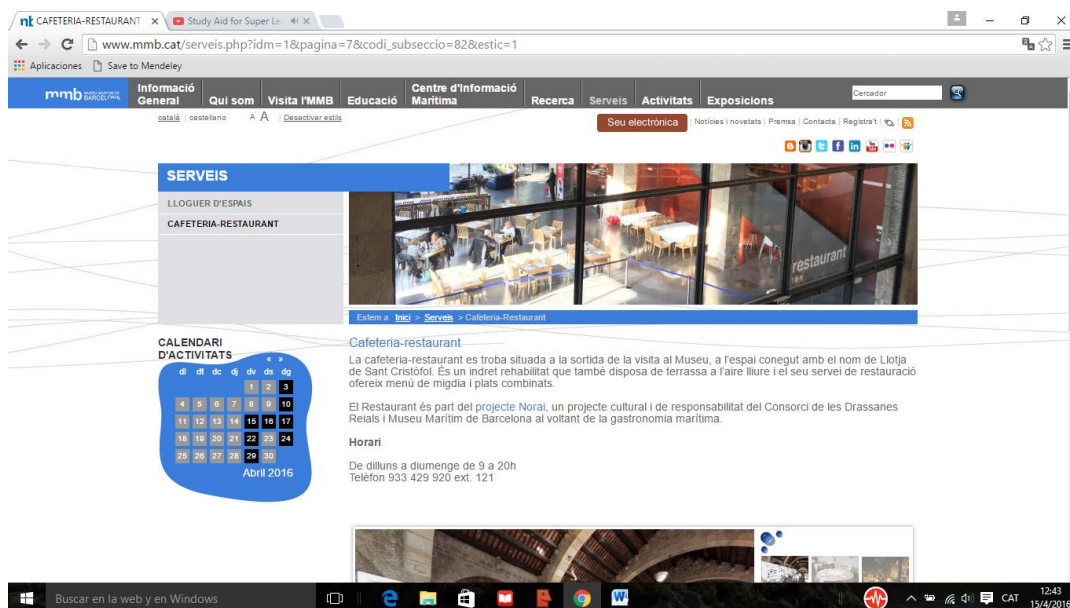 nt CAFETERIA-RESTAURANT
Study Aid for Super Le
www.mmb.cat/serveis.php?idm=1&pagina=7&codi_subseccio=82&estic=1
Aplicaciones Save to Mendeley
mmb MUSEU MARÍTIM DE BARCELONA
Informació General
Qui som
Visita l'MMB
Educació
Centre d'Informació Marítima
Recerca
Serveis
Activitats
Exposicions
Cercador
català | castellano A A | Desactivar estils
Seu electrònica | Notícies i novetats | Premsa | Contacta | Registra't |
SERVEIS
LLOGUER D'ESPAIS
CAFETERIA-RESTAURANT
restaurant
Estem a Inici > Serveis > Cafeteria-Restaurant
CALENDARI
D'ACTIVITATS
« »
dl dt dc dj dv ds dg
1 2 3
4 5 6 7 8 9 10
11 12 13 14 15 16 17
18 19 20 21 22 23 24
25 26 27 28 29 30
Abril 2016
Cafeteria-restaurant
La cafeteria-restaurant es troba situada a la sortida de la visita al Museu, a l'espai conegut amb el nom de Llotja
de Sant Cristòfol. És un indret rehabilitat que també disposa de terrassa a l'aire lliure i el seu servei de restauració
ofereix menú de migdia i plats combinats.
El Restaurant és part del projecte Norai, un projecte cultural i de responsabilitat del Consorci de les Drassanes
Reials i Museu Marítim de Barcelona al voltant de la gastronomia marítima.
Horari
De dilluns a diumenge de 9 a 20h
Telèfon 933 429 920 ext. 121
Buscar en la web y en Windows
CAT
12:43
15/4/2016